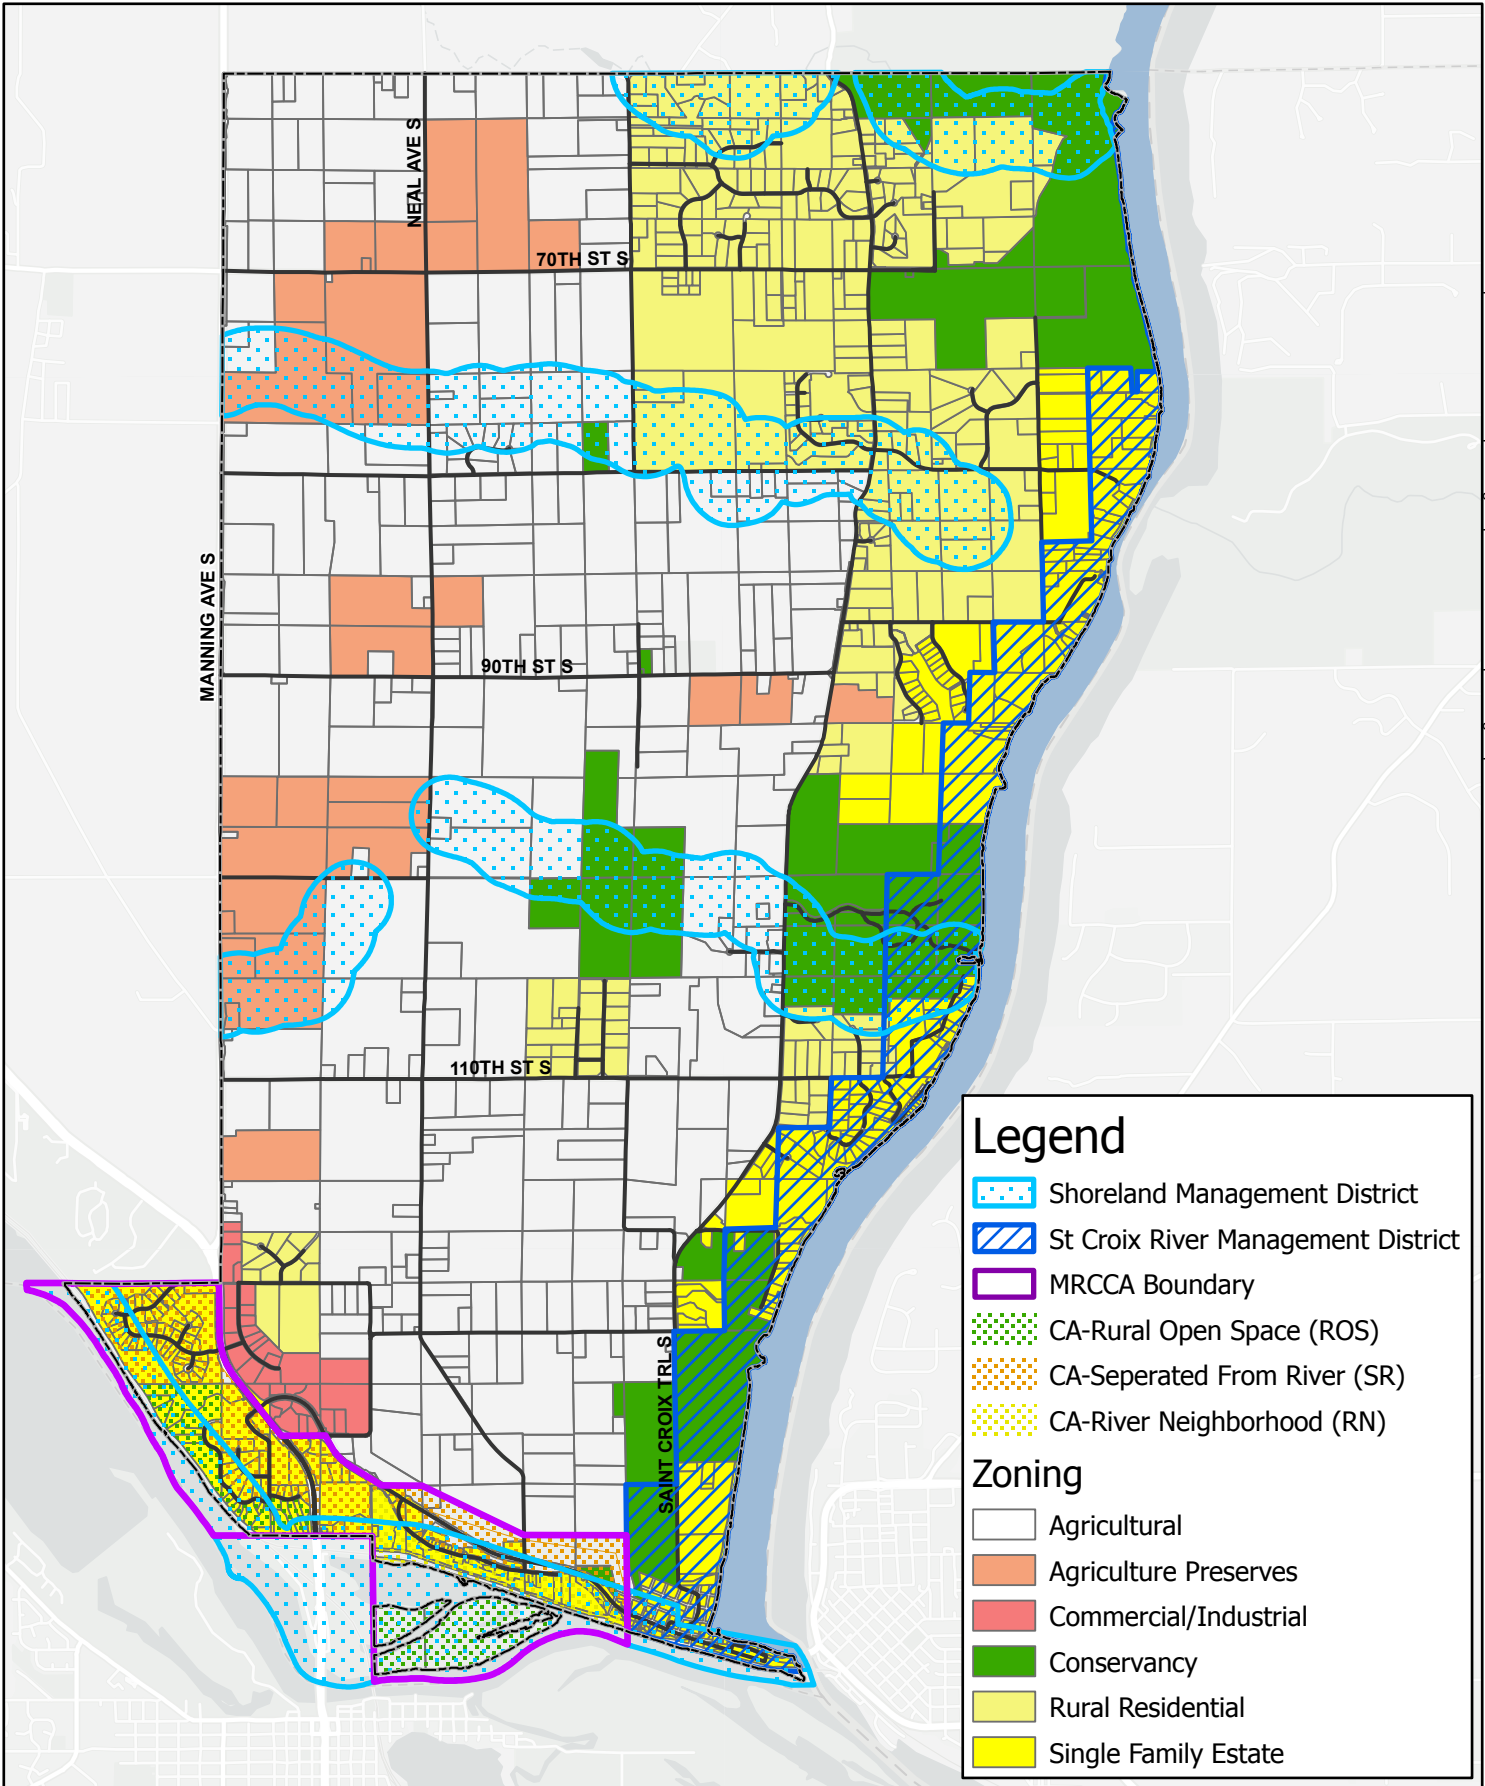 NEAL AVE S
70TH ST S
MANNING AVE S
90TH ST S
110TH ST S
SAINT CROIX TRL S
Legend
Shoreland Management District
St Croix River Management District
MRCCA Boundary
CA-Rural Open Space (ROS)
CA-Seperated From River (SR)
CA-River Neighborhood (RN)
Zoning
Agricultural
Agriculture Preserves
Commercial/Industrial
Conservancy
Rural Residential
Single Family Estate